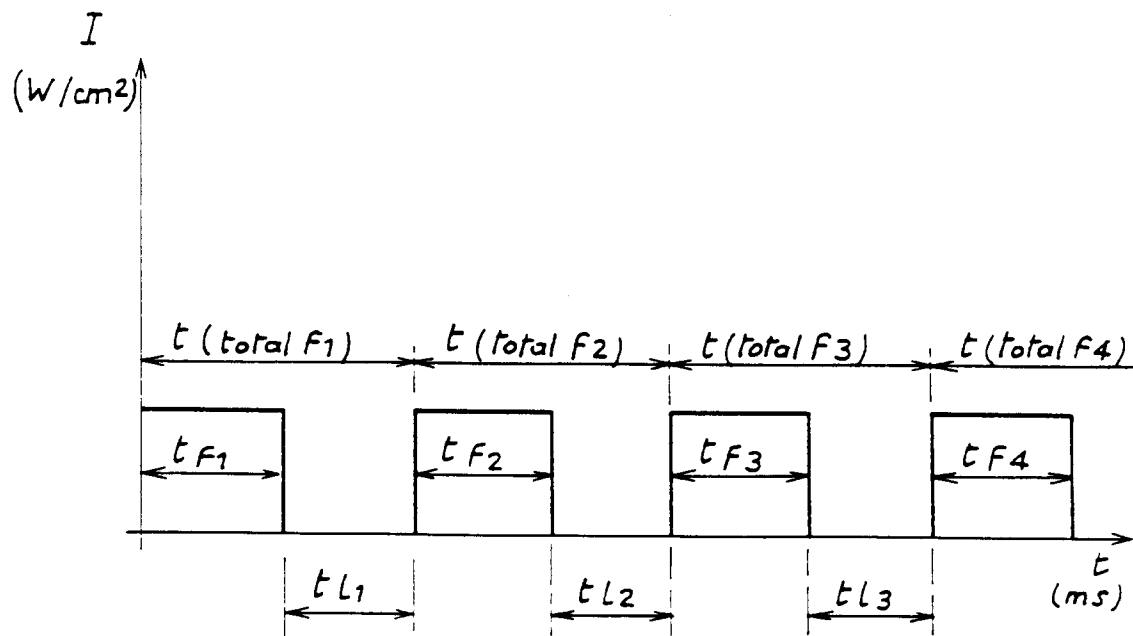 I
(W/cm²)
t (total F1) t (total F2) t (total F3) t (total F4)
t F1 t F2 t F3 t F4
t L1 t L2 t L3 t
(ms)